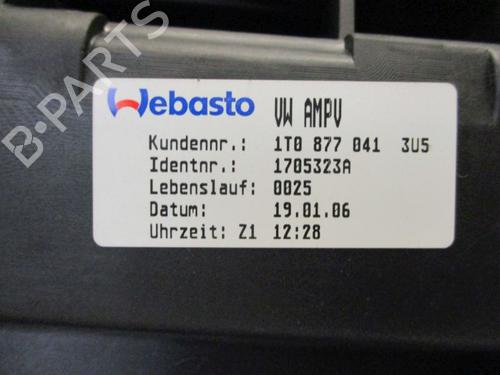 Webasto VW AMPV
Kundennr.: 1T0 877 041 3U5
Identnr.: 1705323A
Lebenslauf: 0025
Datum: 19.01.06
Uhrzeit: Z1 12:28
B-PARTS